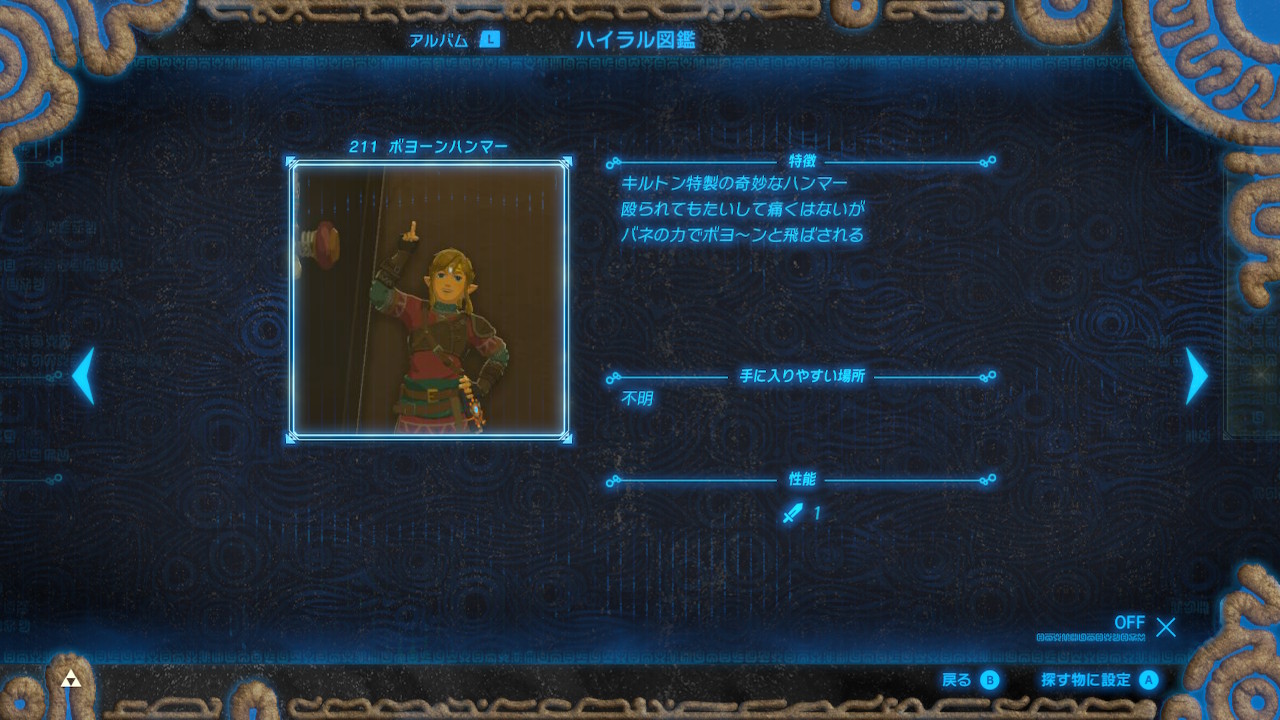 アルバム L
ハイラル図鑑
211 ボヨーンハンマー
特徴
キルトン特製の奇妙なハンマー
殴られてもたいして痛くはないが
バネの力でボヨ～ンと飛ばされる
手に入りやすい場所
不明
性能
1
OFF
戻る B
探す物に設定 A